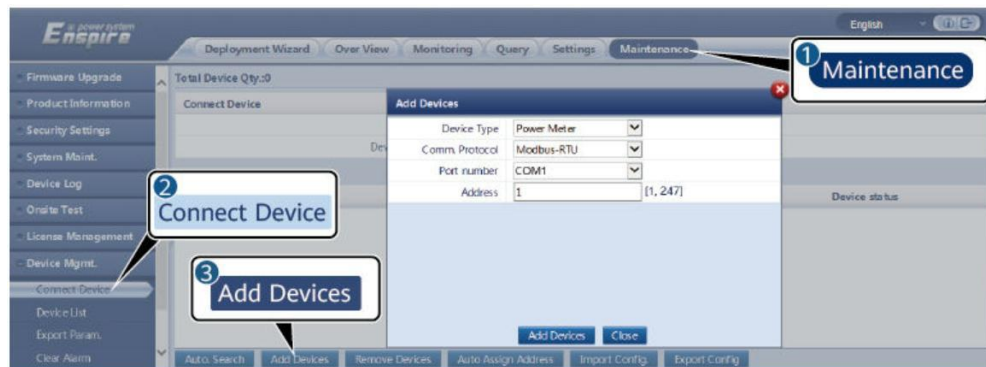 Enspire
English
Deployment Wizard Over View Monitoring Query Settings Maintenance
1 Maintenance
Firmware Upgrade
Product Information
Security Settings
System Maint.
Device Log
Onsite Test
License Management
Device Mgmt.
Connect Device
Device List
Export Param.
Clear Alarm
Total Device Qty.:0
Connect Device
Dev
Device status
2
Connect Device
3
Add Devices
Add Devices
Device Type Power Meter
Comm. Protocol Modbus-RTU
Port number COM1
Address 1 [1, 247]
Add Devices Close
Auto. Search Add Devices Remove Devices Auto Assign Address Import Config. Export Config